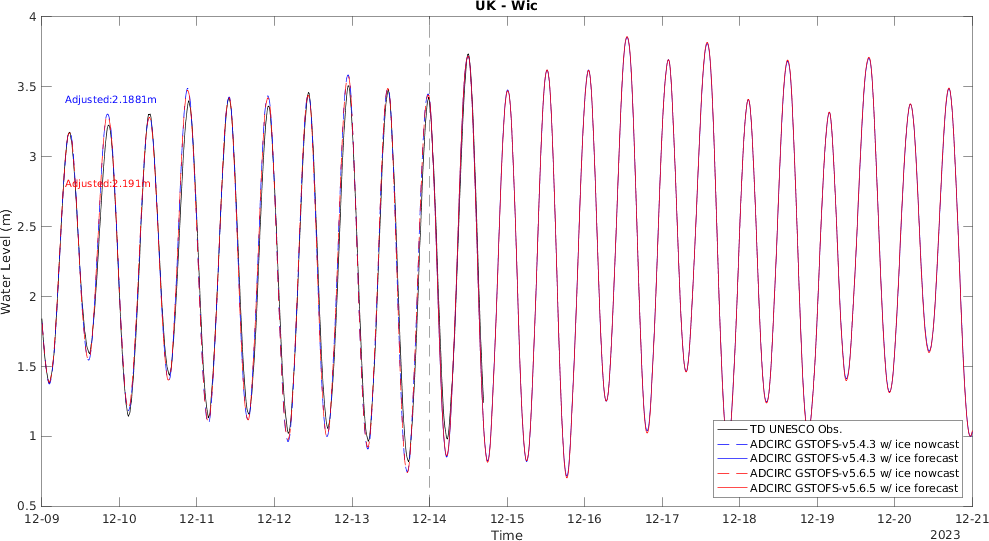 UK - Wic
4
3.5
3
2.5
2
1.5
1
0.5
Water Level (m)
Adjusted:2.1881m
Adjusted:2.191m
TD UNESCO Obs.
ADCIRC GSTOFS-v5.4.3 w/ ice nowcast
ADCIRC GSTOFS-v5.4.3 w/ ice forecast
ADCIRC GSTOFS-v5.6.5 w/ ice nowcast
ADCIRC GSTOFS-v5.6.5 w/ ice forecast
12-09 12-10 12-11 12-12 12-13 12-14 12-15 12-16 12-17 12-18 12-19 12-20 12-21
Time
2023